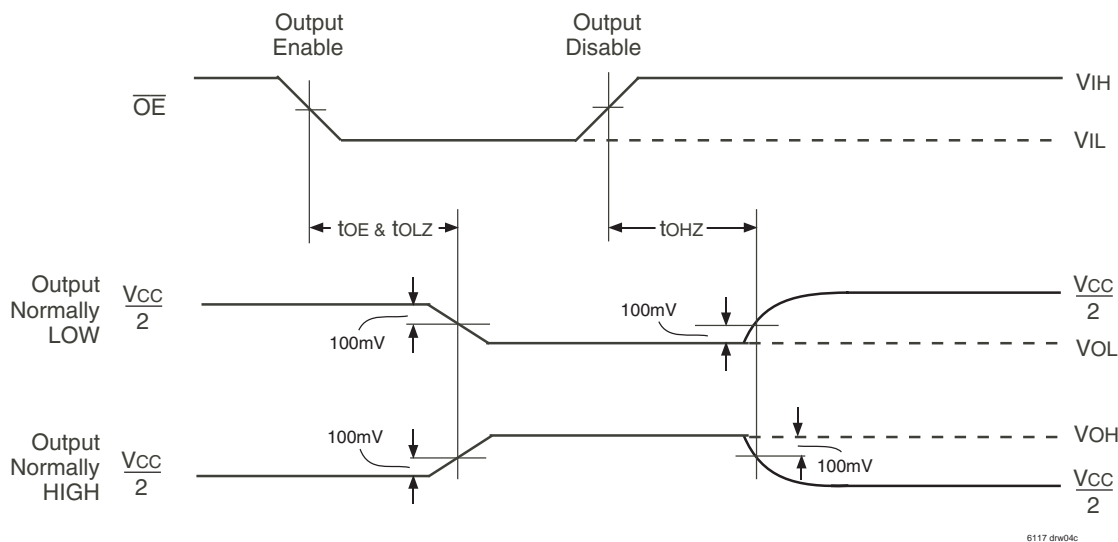 Output
Enable
Output
Disable
OE
VIH
VIL
tOE & tOLZ
tOHZ
Output
Normally
LOW
VCC
2
100mV
100mV
VCC
2
VOL
Output
Normally
HIGH
VCC
2
100mV
VOH
100mV
VCC
2
6117 drw04c